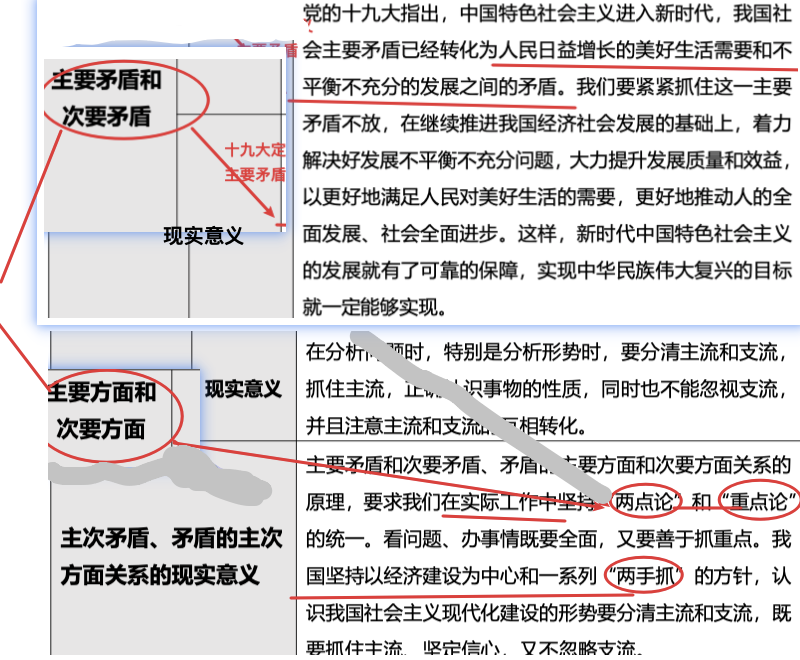 党的十九大指出，中国特色社会主义进入新时代，我国社
会主要矛盾已经转化为人民日益增长的美好生活需要和不
平衡不充分的发展之间的矛盾。我们要紧紧抓住这一主要
矛盾不放，在继续推进我国经济社会发展的基础上，着力
解决好发展不平衡不充分问题，大力提升发展质量和效益，
以更好地满足人民对美好生活的需要，更好地推动人的全
面发展、社会全面进步。这样，新时代中国特色社会主义
的发展就有了可靠的保障，实现中华民族伟大复兴的目标
就一定能够实现。
主要矛盾和
次要矛盾
十九大定
主要矛盾
现实意义
在分析问题时，特别是分析形势时，要分清主流和支流，
抓住主流，正确识事物的性质，同时也不能忽视支流，
并且注意主流和支流的互相转化。
主要方面和
次要方面
现实意义
主要矛盾和次要矛盾、矛盾的主要方面和次要方面关系的
原理，要求我们在实际工作中坚持“两点论”和“重点论”
的统一。看问题、办事情既要全面，又要善于抓重点。我
国坚持以经济建设为中心和一系列“两手抓”的方针，认
识我国社会主义现代化建设的形势要分清主流和支流，既
要抓住主流、坚定信心，又不忽略支流。
主次矛盾、矛盾的主次
方面关系的现实意义